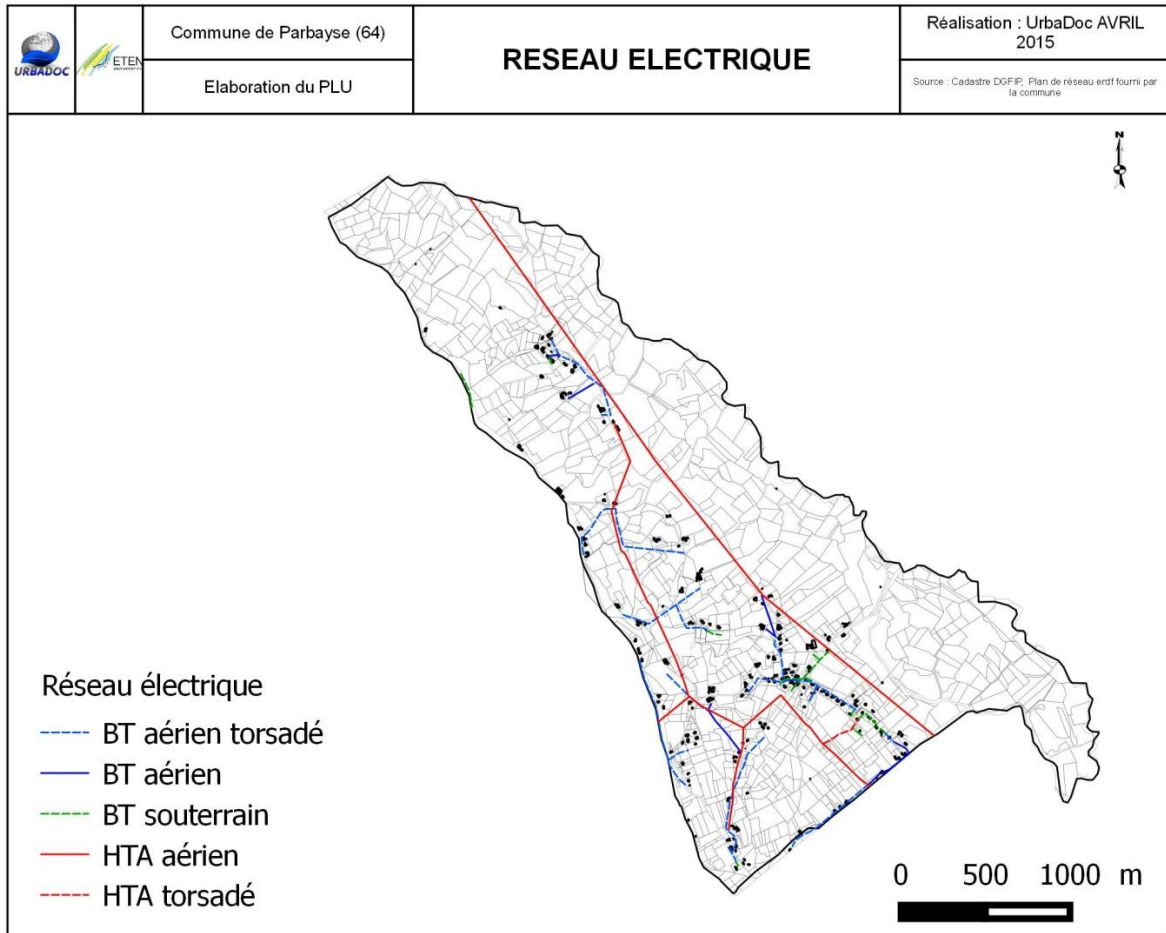 URBADOC
ETEN
Commune de Parbayse (64)
Elaboration du PLU
RESEAU ELECTRIQUE
Réalisation : UrbaDoc AVRIL
2015
Source : Cadastre DGFIP, Plan de réseau erdf fourni par
la commune
N
Réseau électrique
BT aérien torsadé
BT aérien
BT souterrain
HTA aérien
HTA torsadé
0 500 1000 m